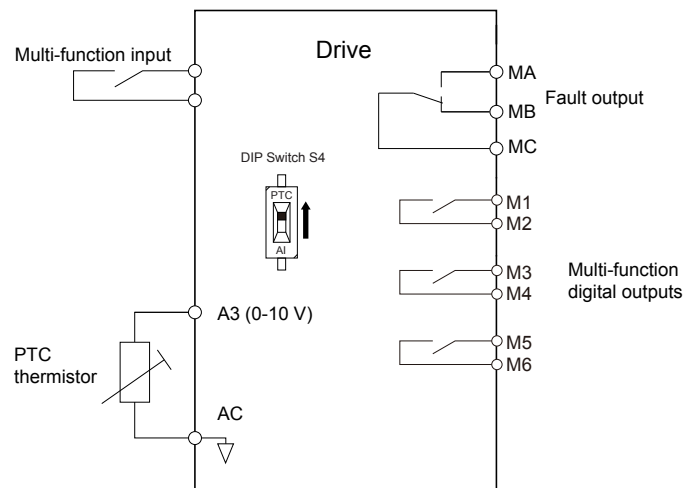 Multi-function input
Drive
MA
MB
MC
Fault output
DIP Switch S4
PTC
AI
M1
M2
M3
M4
Multi-function
digital outputs
M5
M6
A3 (0-10 V)
PTC
thermistor
AC